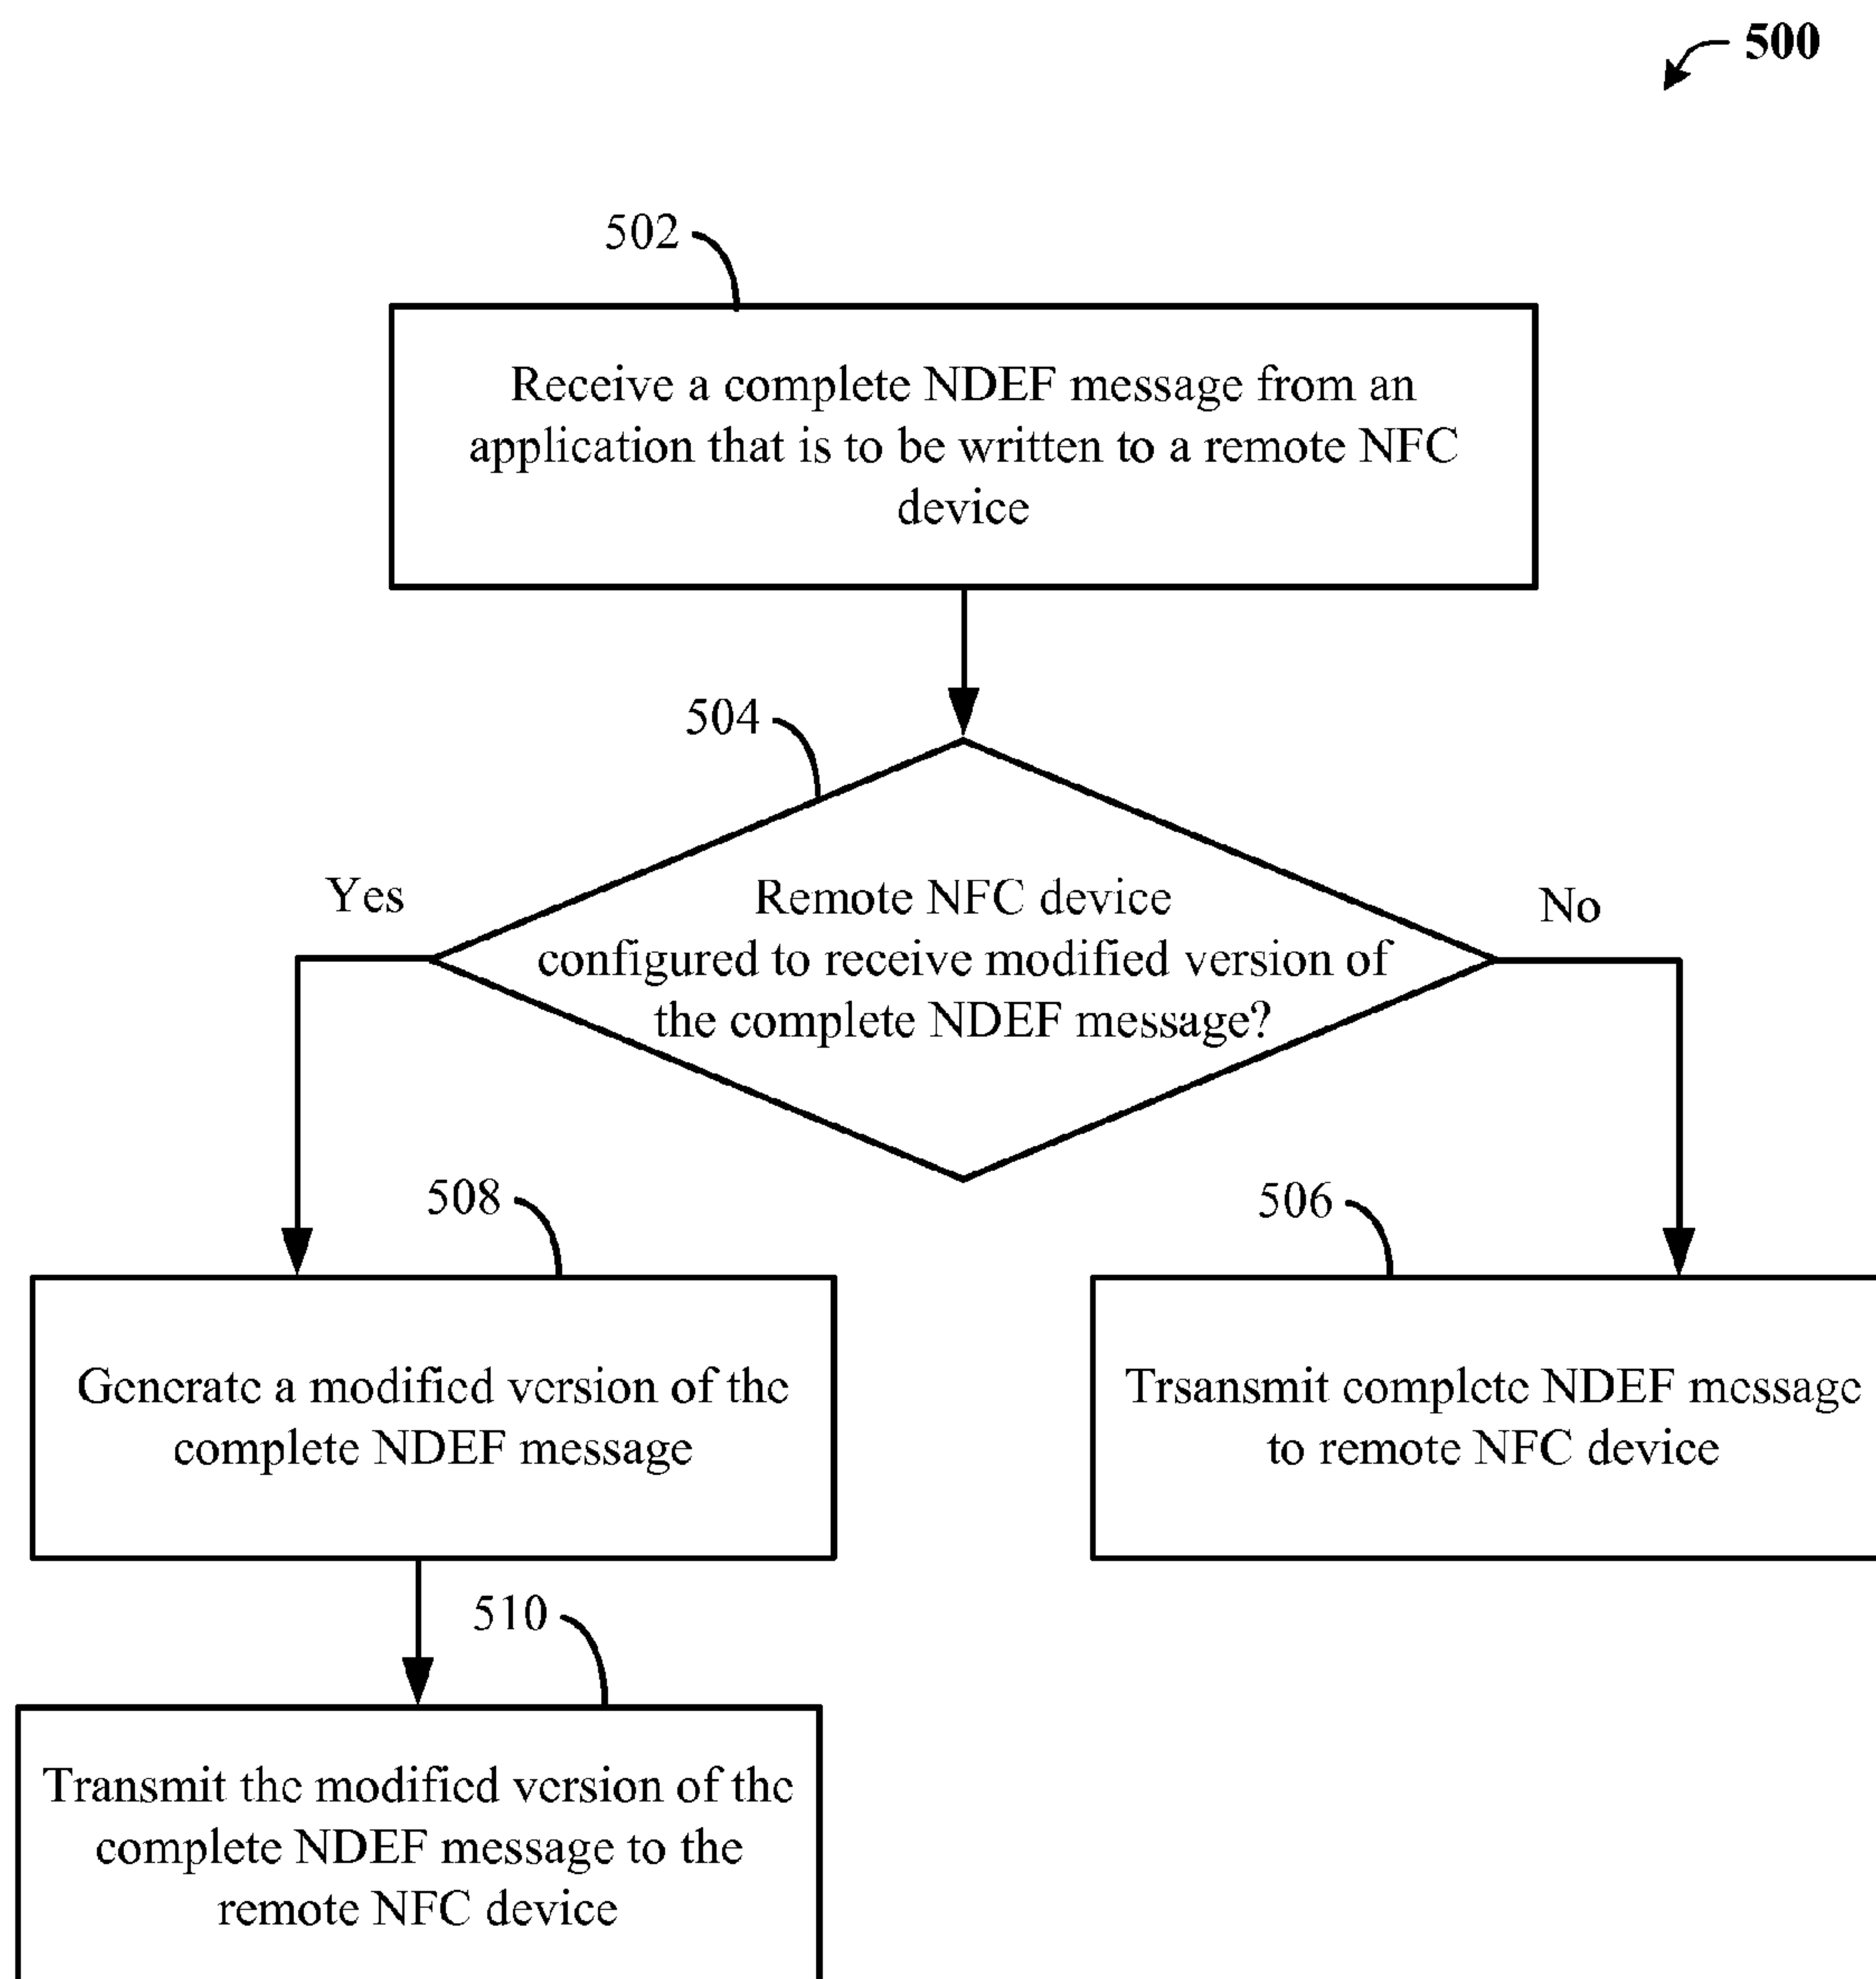 500
502
Receive a complete NDEF message from an
application that is to be written to a remote NFC
device
504
Yes
Remote NFC device
configured to receive modified version of
the complete NDEF message?
No
508
506
Generate a modified version of the
complete NDEF message
Trsansmit complete NDEF message
to remote NFC device
510
Transmit the modified version of the
complete NDEF message to the
remote NFC device